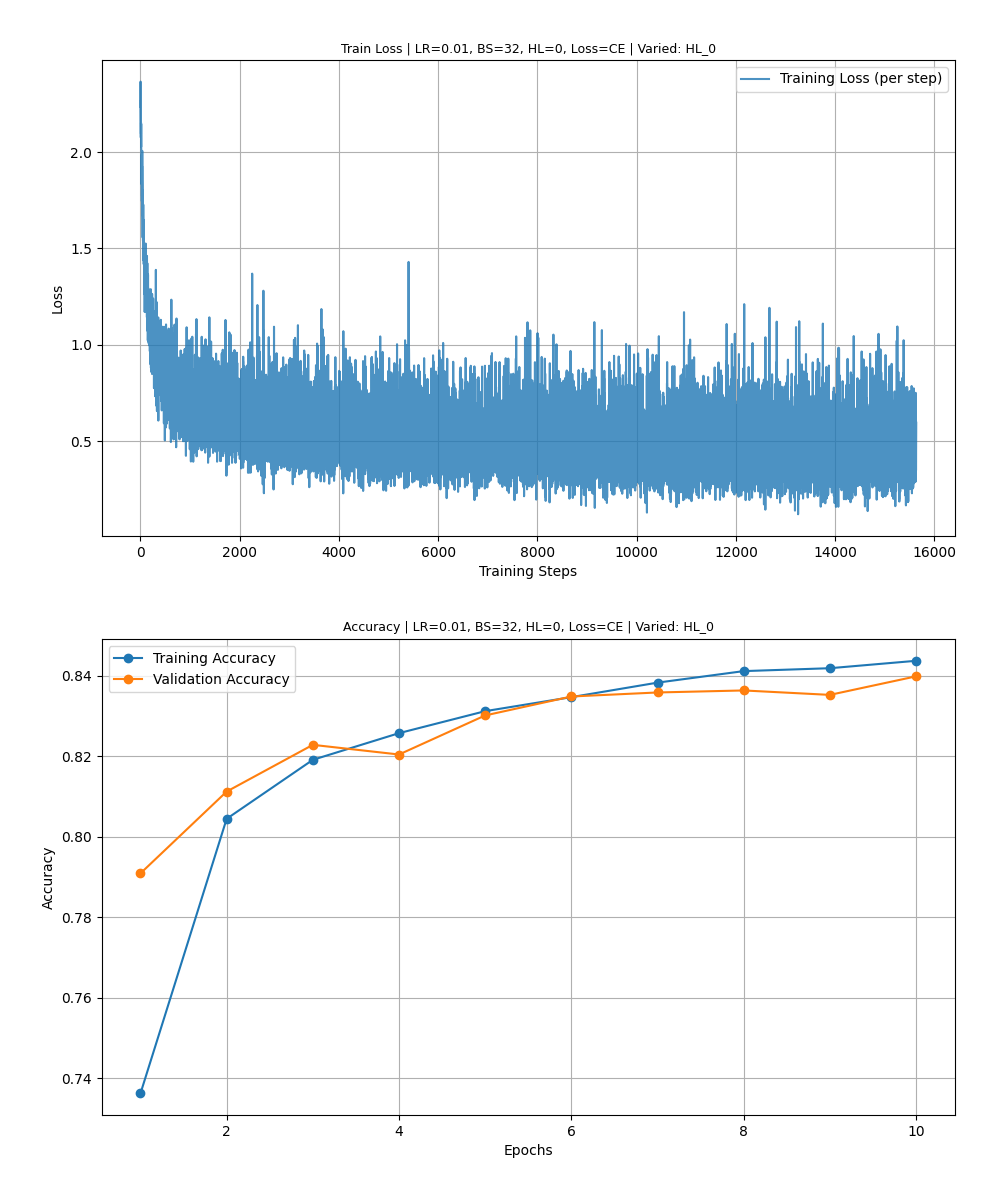 Train Loss | LR=0.01, BS=32, HL=0, Loss=CE | Varied: HL_0
Training Loss (per step)
Loss
2.0
1.5
1.0
0.5
0 2000 4000 6000 8000 10000 12000 14000 16000
Training Steps
Accuracy | LR=0.01, BS=32, HL=0, Loss=CE | Varied: HL_0
Training Accuracy
Validation Accuracy
Accuracy
0.84
0.82
0.80
0.78
0.76
0.74
2 4 6 8 10
Epochs